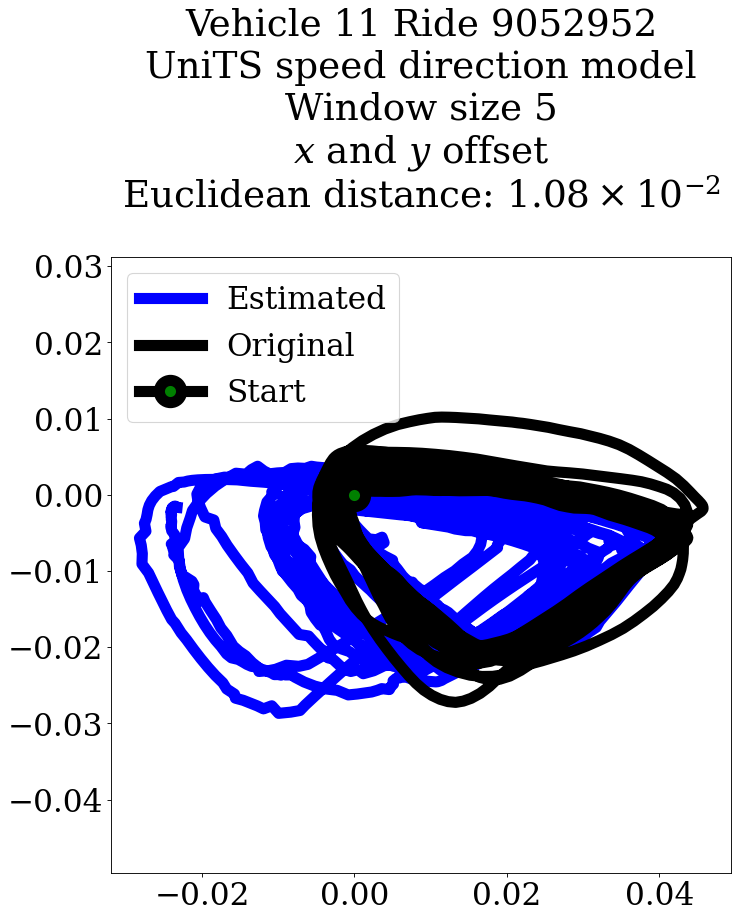 Vehicle 11 Ride 9052952
UniTS speed direction model
Window size 5
x and y offset
Euclidean distance: 1.08 × 10⁻²
0.03
0.02
0.01
0.00
−0.01
−0.02
−0.03
−0.04
Estimated
Original
Start
−0.02 0.00 0.02 0.04